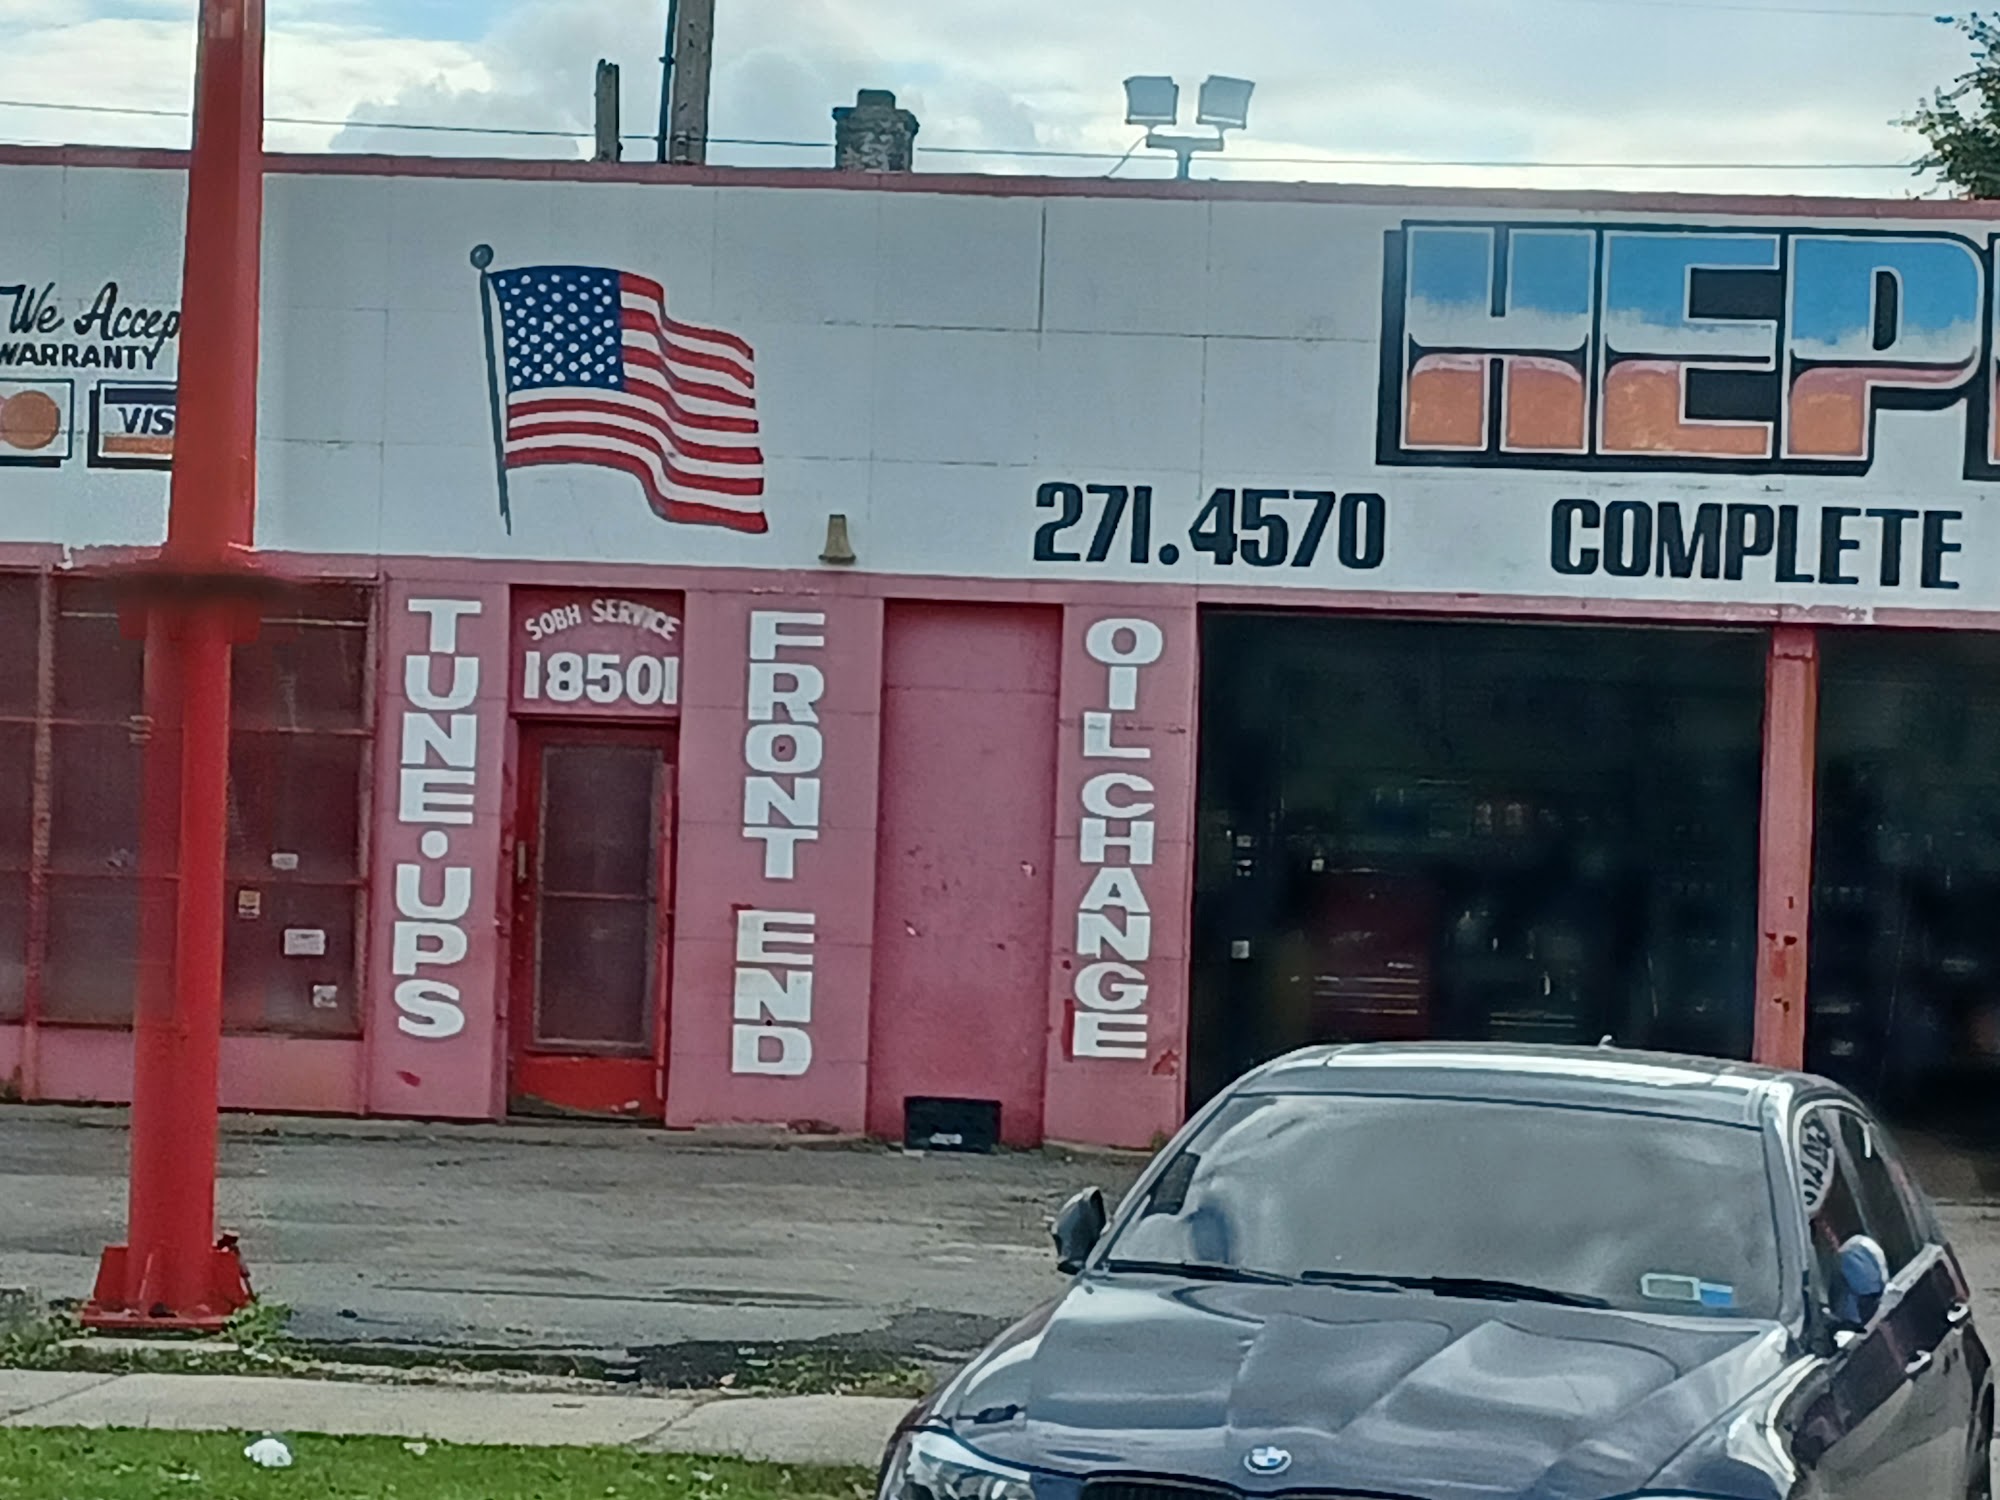 We Accep
WARRANTY
VIS
HEP
271.4570
COMPLETE
TUNE·UPS
SOBH SERVICE
18501
FRONT END
OIL CHANGE